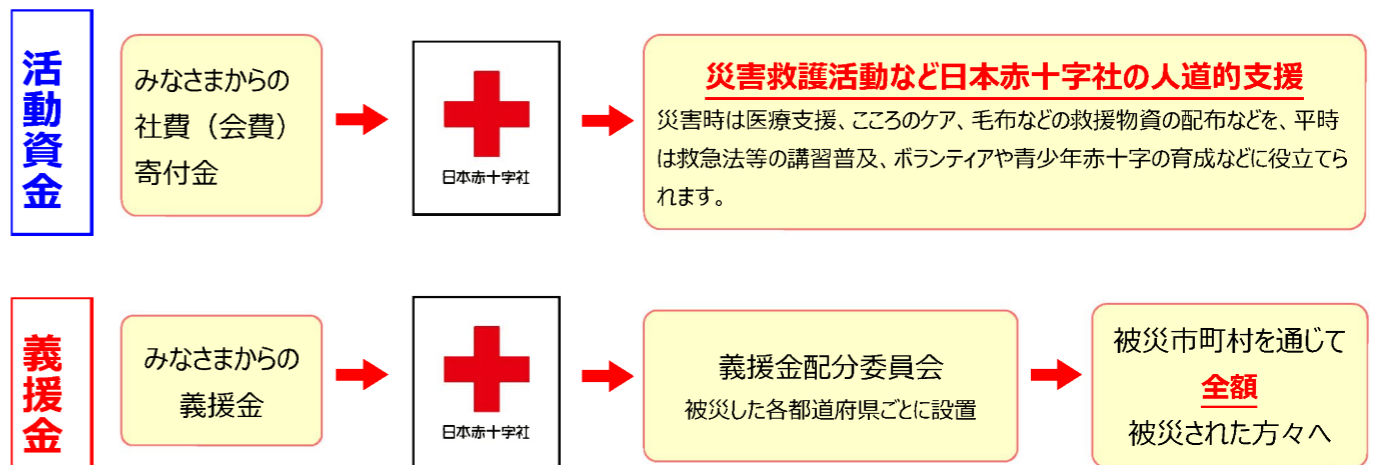 活動資金
みなさまからの
社費（会費）
寄付金
日本赤十字社
災害救護活動など日本赤十字社の人道的支援
災害時は医療支援、こころのケア、毛布などの救援物資の配布などを、平時
は救急法等の講習普及、ボランティアや青少年赤十字の育成などに役立てら
れます。
義援金
みなさまからの
義援金
日本赤十字社
義援金配分委員会
被災した各都道府県ごとに設置
被災市町村を通じて
全額
被災された方々へ